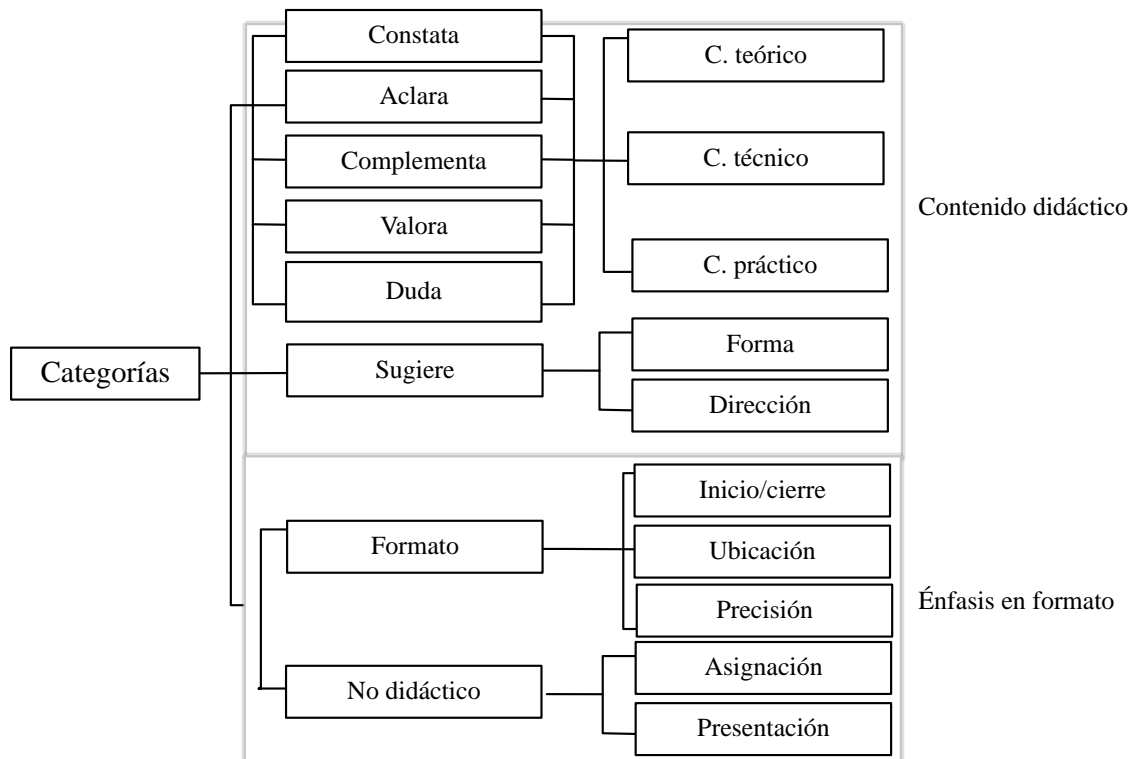 Constata
C. teórico
Aclara
Complementa
C. técnico
Valora
Contenido didáctico
C. práctico
Duda
Forma
Categorías
Sugiere
Dirección
Inicio/cierre
Formato
Ubicación
Precisión
Énfasis en formato
Asignación
No didáctico
Presentación